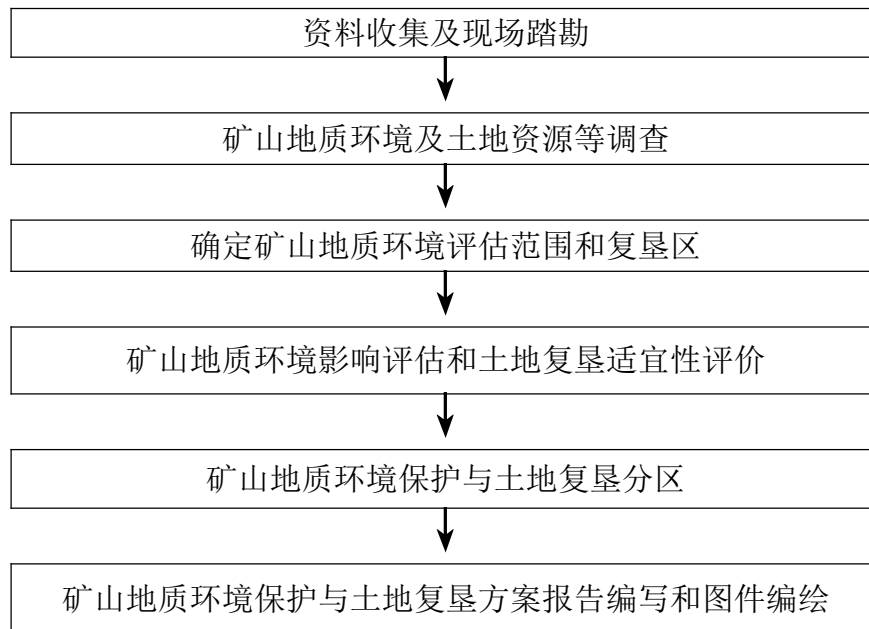 资料收集及现场踏勘
矿山地质环境及土地资源等调查
确定矿山地质环境评估范围和复垦区
矿山地质环境影响评估和土地复垦适宜性评价
矿山地质环境保护与土地复垦分区
矿山地质环境保护与土地复垦方案报告编写和图件编绘